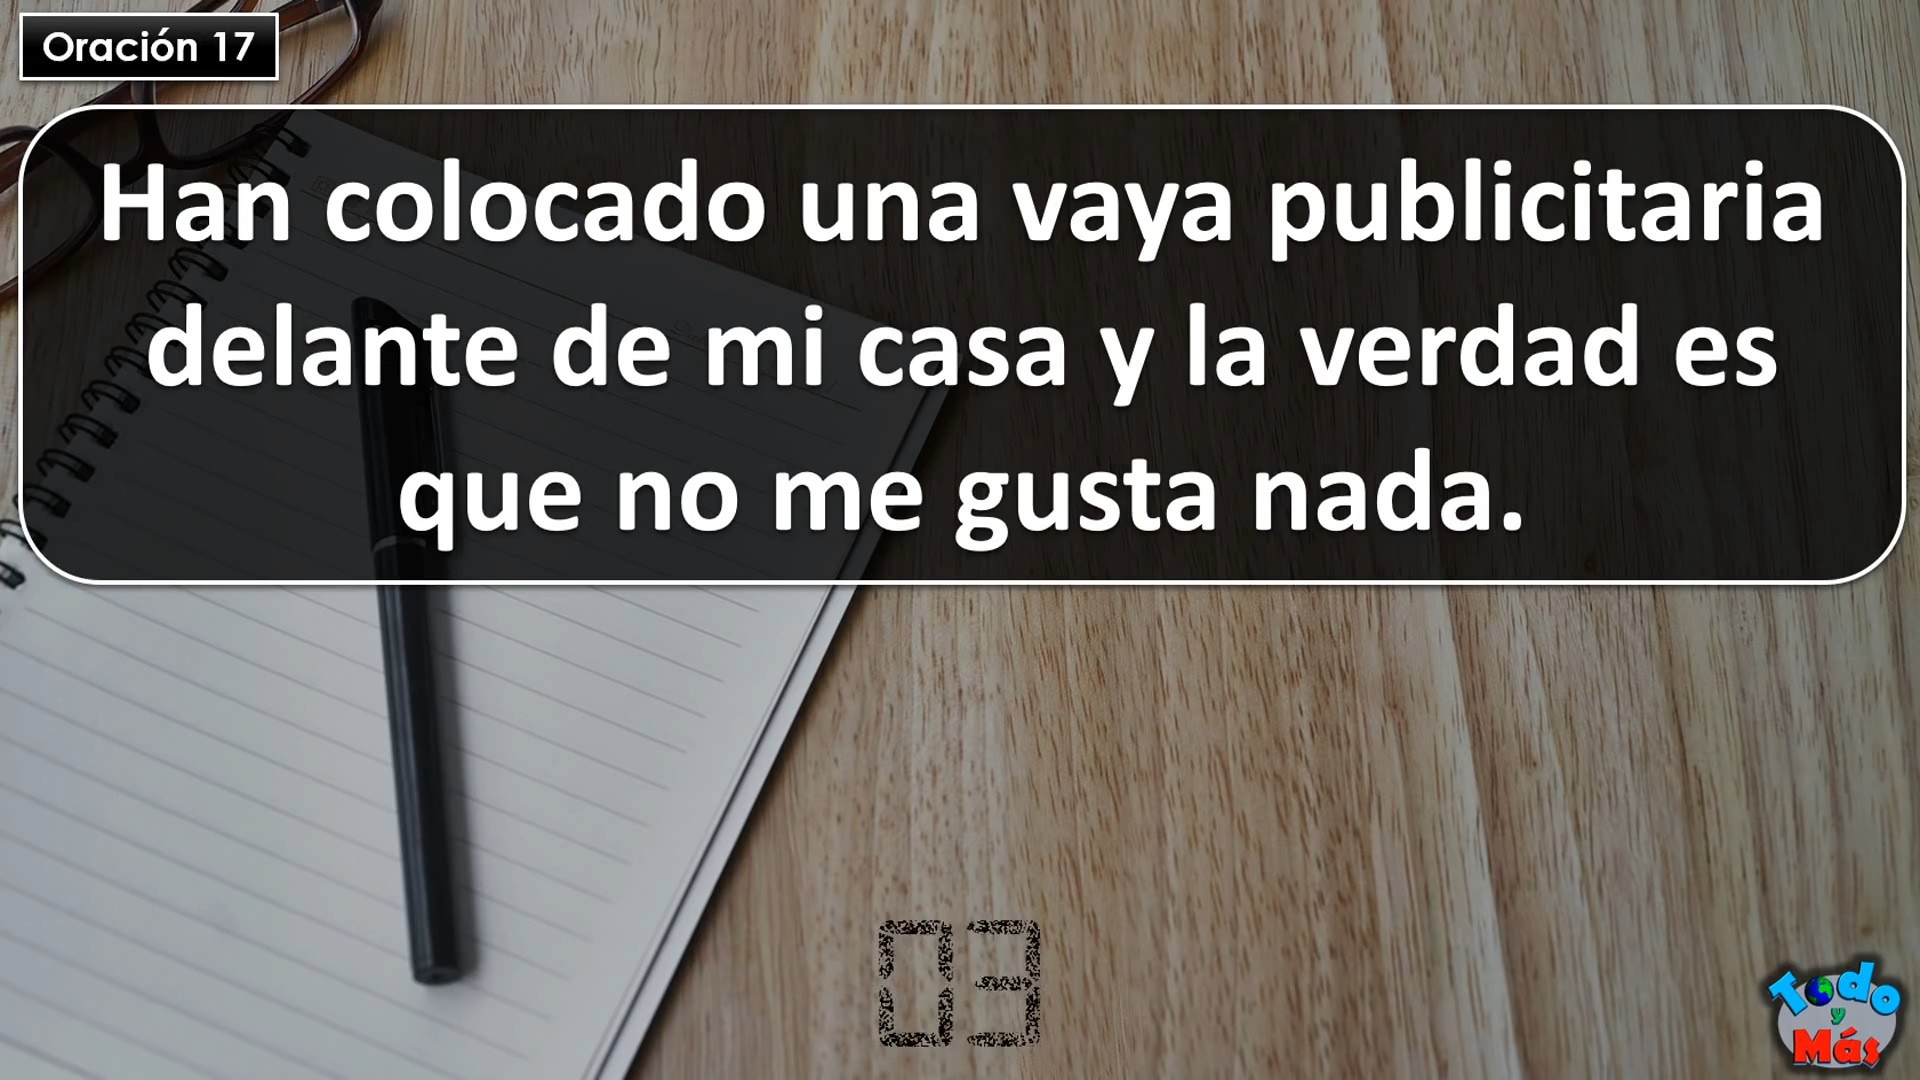 Oración 17
Han colocado una vaya publicitaria
delante de mi casa y la verdad es
que no me gusta nada.
03
Todo
y
Más